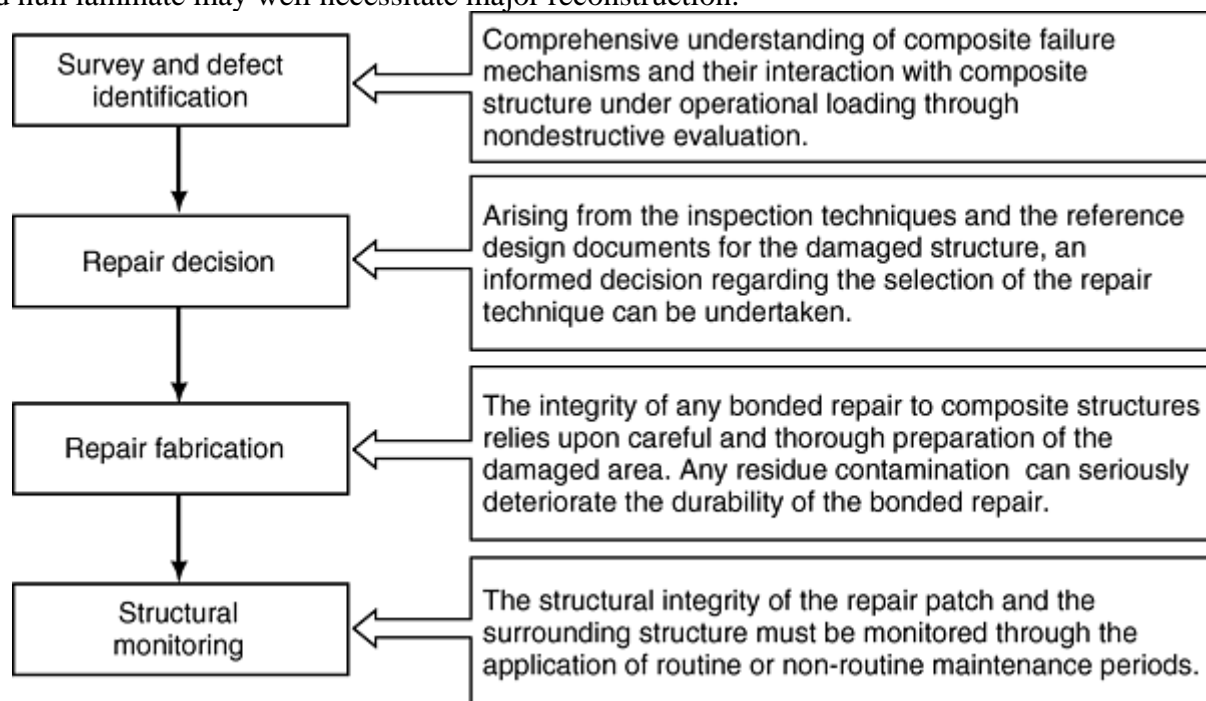 null laminate may well necessitate major reconstruction.
Survey and defect
identification
Comprehensive understanding of composite failure
mechanisms and their interaction with composite
structure under operational loading through
nondestructive evaluation.
Repair decision
Arising from the inspection techniques and the reference
design documents for the damaged structure, an
informed decision regarding the selection of the repair
technique can be undertaken.
Repair fabrication
The integrity of any bonded repair to composite structures
relies upon careful and thorough preparation of the
damaged area. Any residue contamination can seriously
deteriorate the durability of the bonded repair.
Structural
monitoring
The structural integrity of the repair patch and the
surrounding structure must be monitored through the
application of routine or non-routine maintenance periods.